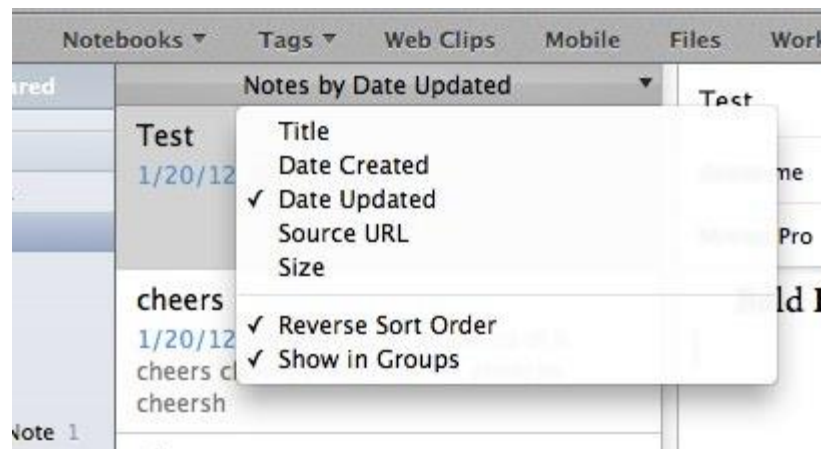 Notebooks ▾ Tags ▾ Web Clips Mobile Files Work
Notes by Date Updated ▾
Test
Test
1/20/12
Title
Date Created
✓ Date Updated
Source URL
Size
✓ Reverse Sort Order
✓ Show in Groups
me
Pro
cheers
1/20/12
cheers
cheersh
Note 1